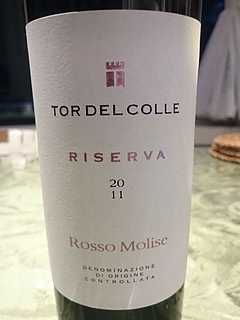 TOR DEL COLLE
RISERVA
20
11
Rosso Molise
DENOMINAZIONE
DI ORIGINE
CONTROLLATA